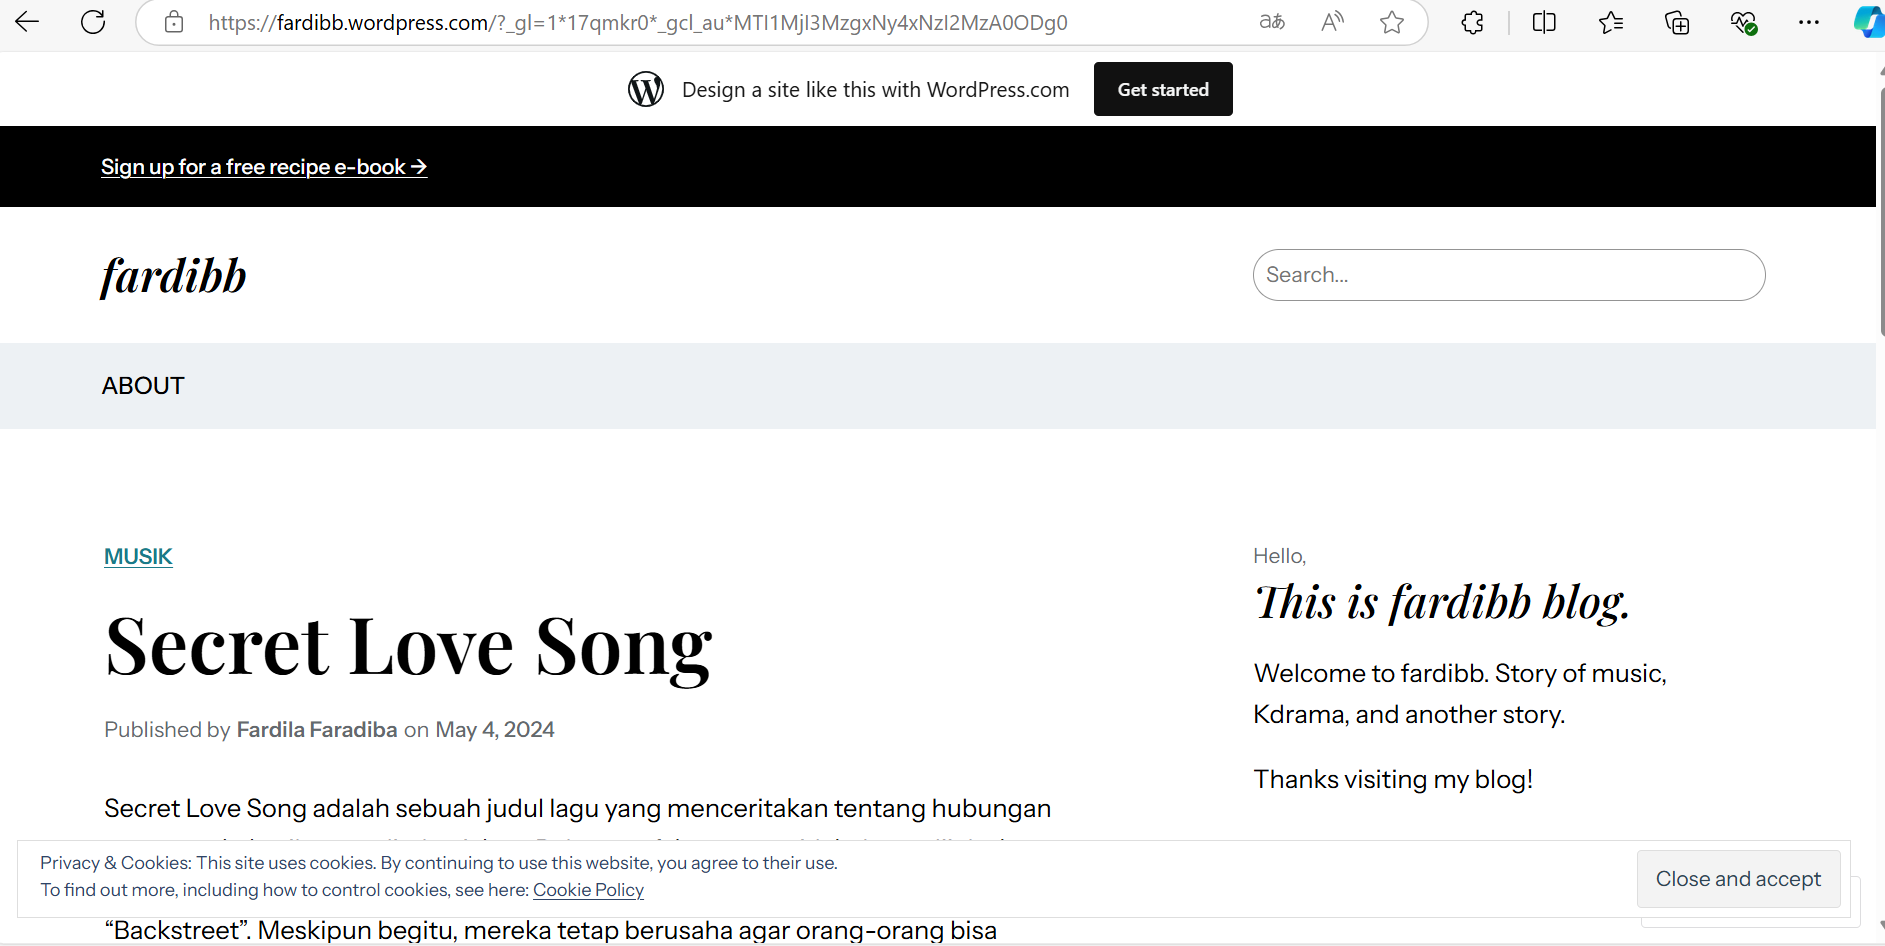 https://fardibb.wordpress.com/?_gl=1*17qmkr0*_gcl_au*MTI1MjI3MzgxNy4xNzI2MzA0ODg0
Design a site like this with WordPress.com
Get started
Sign up for a free recipe e-book →
fardibb
Search...
ABOUT
MUSIK
Secret Love Song
Published by Fardila Faradiba on May 4, 2024
Secret Love Song adalah sebuah judul lagu yang menceritakan tentang hubungan
“Backstreet”. Meskipun begitu, mereka tetap berusaha agar orang-orang bisa
Hello,
This is fardibb blog.
Welcome to fardibb. Story of music,
Kdrama, and another story.
Thanks visiting my blog!
Privacy & Cookies: This site uses cookies. By continuing to use this website, you agree to their use.
To find out more, including how to control cookies, see here: Cookie Policy
Close and accept